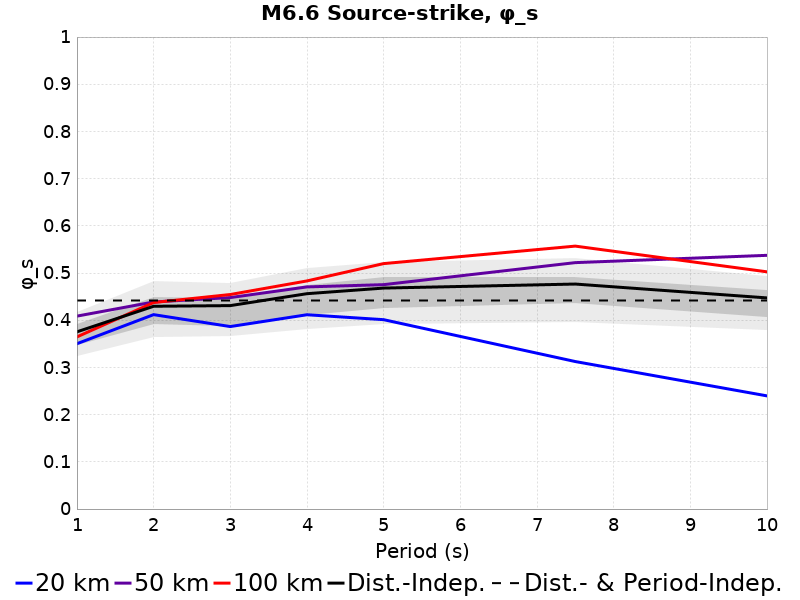 M6.6 Source-strike, φ_s
1
0.9
0.8
0.7
0.6
0.5
0.4
0.3
0.2
0.1
0
φ_s
1 2 3 4 5 6 7 8 9 10
Period (s)
20 km 50 km 100 km Dist.-Indep. Dist.- & Period-Indep.